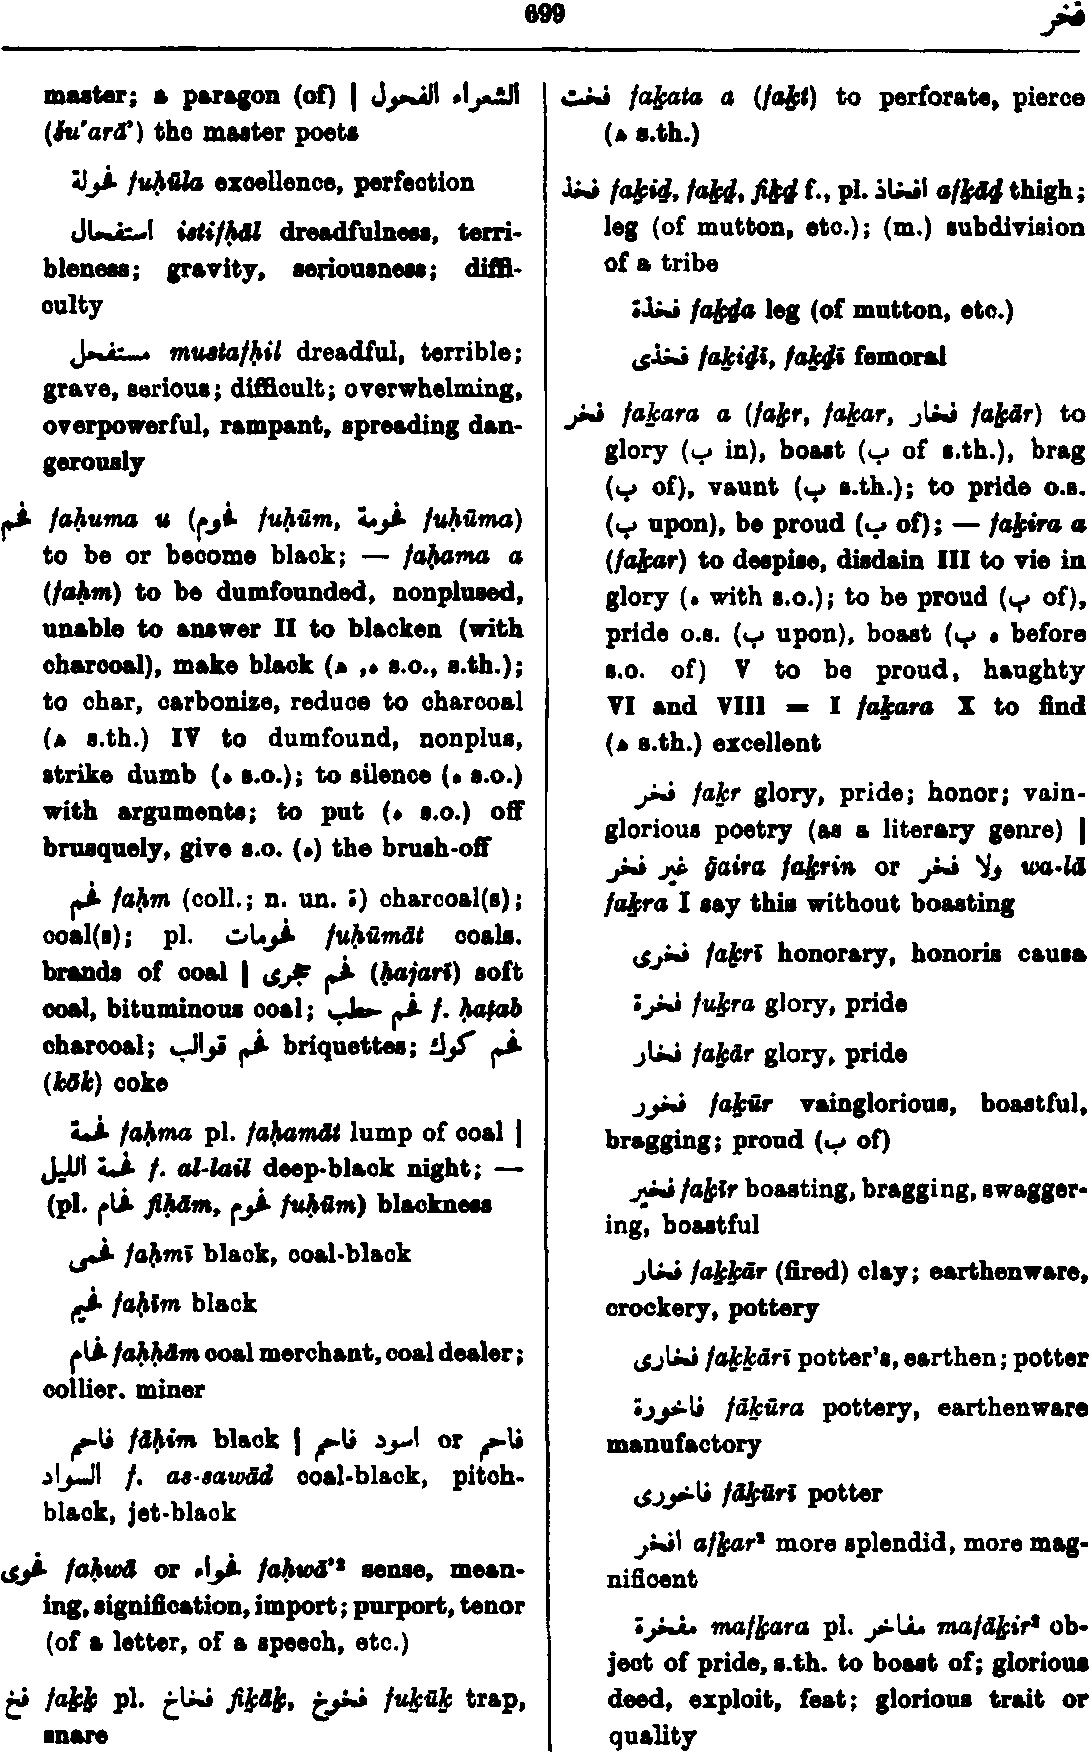 699
فخر
master; a paragon (of) | الشعراء الفحول
(šu'arā') the master poets
فحولة fuḥūla excellence, perfection
استفحال istifḥāl dreadfulness, terri-
bleness; gravity, seriousness; diffi-
culty
مستفحل mustafḥil dreadful, terrible;
grave, serious; difficult; overwhelming,
overpowerful, rampant, spreading dan-
gerously
فحم faḥuma u (فحوم fuḥūm, فحومة fuḥūma)
to be or become black; — faḥama a
(faḥm) to be dumfounded, nonplused,
unable to answer II to blacken (with
charcoal), make black (ه ,ه s.o., s.th.);
to char, carbonize, reduce to charcoal
(ه s.th.) IV to dumfound, nonplus,
strike dumb (ه s.o.); to silence (ه s.o.)
with arguments; to put (ه s.o.) off
brusquely, give s.o. (ه) the brush-off
فحم faḥm (coll.; n. un. ة) charcoal(s);
coal(s); pl. فحومات fuḥūmāt coals,
brands of coal | فحم حجرى (ḥajarī) soft
coal, bituminous coal; فحم حطب f. ḥaṭab
charcoal; فحم قوالب briquettes; فحم كوك
(kōk) coke
فحمة faḥma pl. faḥamāt lump of coal |
فحمة الليل f. al-lail deep-black night; —
(pl. فحام fiḥām, فحوم fuḥūm) blackness
فحمى faḥmī black, coal-black
فحيم faḥīm black
فحام faḥḥām coal merchant, coal dealer;
collier, miner
فاحم fāḥim black | اسود فاحم or فاحم
السواد f. as-sawād coal-black, pitch-
black, jet-black
فحوى faḥwā or فحواء faḥwā'² sense, mean-
ing, signification, import; purport, tenor
(of a letter, of a speech, etc.)
فخ faḵḵ pl. فخاخ fiḵāḵ, فخوخ fuḵūḵ trap,
snare
فخت faḵata a (faḵt) to perforate, pierce
(ه s.th.)
فخذ faḵiḏ, faḵḏ, fiḵḏ f., pl. افخاذ afḵāḏ thigh;
leg (of mutton, etc.); (m.) subdivision
of a tribe
فخذة faḵḏa leg (of mutton, etc.)
فخذى faḵiḏī, faḵḏī femoral
فخر faḵara a (faḵr, faḵar, فخار faḵār) to
glory (ب in), boast (ب of s.th.), brag
(ب of), vaunt (ب s.th.); to pride o.s.
(ب upon), be proud (ب of); — faḵira a
(faḵar) to despise, disdain III to vie in
glory (ه with s.o.); to be proud (ب of),
pride o.s. (ب upon), boast (ه ب before
s.o. of) V to be proud, haughty
VI and VIII = I faḵara X to find
(ه s.th.) excellent
فخر faḵr glory, pride; honor; vain-
glorious poetry (as a literary genre) |
غير فخر ḡaira faḵrin or ولا فخر wa-lā
faḵra I say this without boasting
فخرى faḵrī honorary, honoris causa
فخرة fuḵra glory, pride
فخار faḵār glory, pride
فخور faḵūr vainglorious, boastful,
bragging; proud (ب of)
فخير faḵīr boasting, bragging, swagger-
ing, boastful
فخار faḵḵār (fired) clay; earthenware,
crockery, pottery
فخارى faḵḵārī potter's, earthen; potter
فاخورة fāḵūra pottery, earthenware
manufactory
فاخورى fāḵūrī potter
افخر afḵar² more splendid, more mag-
nificent
مفخرة mafḵara pl. مفاخر mafāḵir² ob-
ject of pride, s.th. to boast of; glorious
deed, exploit, feat; glorious trait or
quality